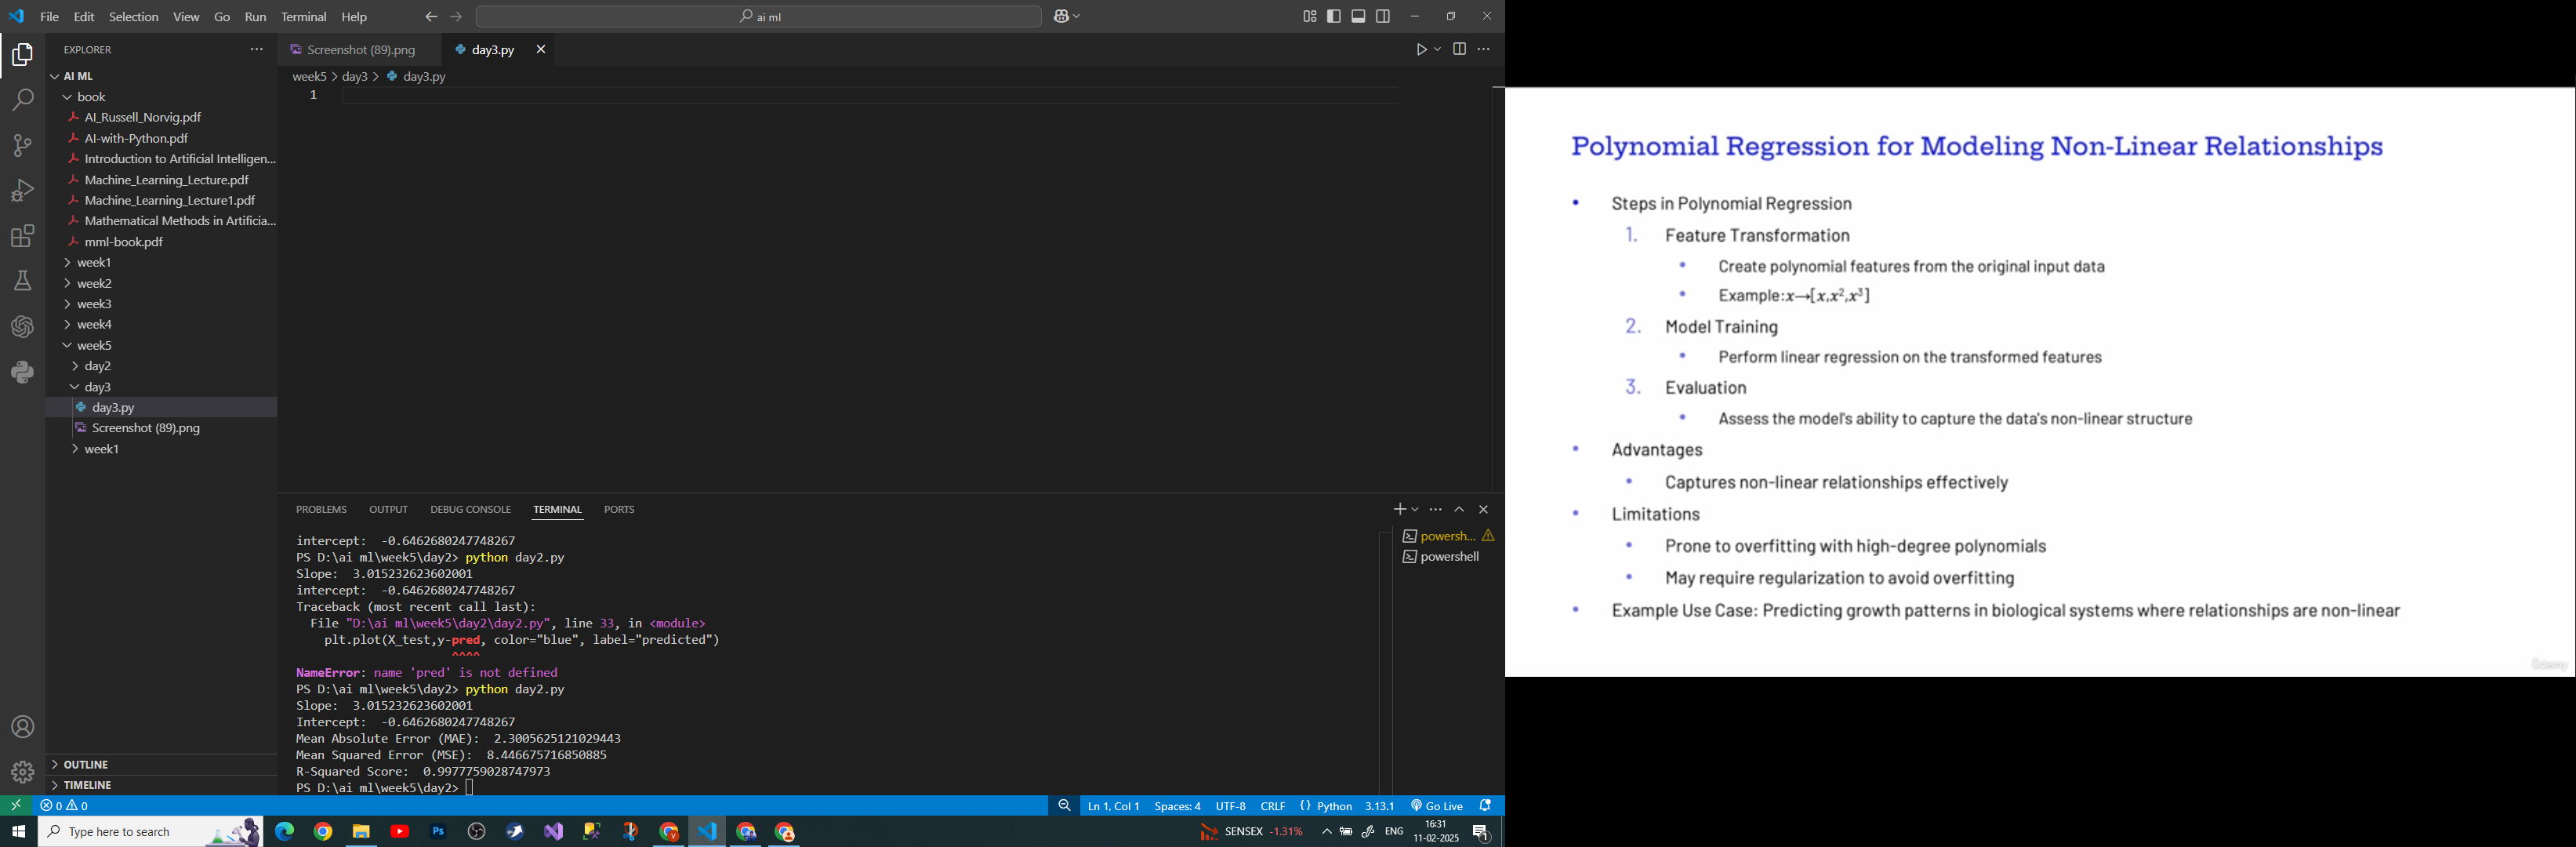 File Edit Selection View Go Run Terminal Help
ai ml
EXPLORER
AI ML
book
AI_Russell_Norvig.pdf
AI-with-Python.pdf
Introduction to Artificial Intelligen...
Machine_Learning_Lecture.pdf
Machine_Learning_Lecture1.pdf
Mathematical Methods in Artificia...
mml-book.pdf
week1
week2
week3
week4
week5
day2
day3
day3.py
Screenshot (89).png
week1
OUTLINE
TIMELINE
Screenshot (89).png
day3.py
week5 > day3 > day3.py
1
PROBLEMS OUTPUT DEBUG CONSOLE TERMINAL PORTS
intercept:  -0.6462680247748267
PS D:\ai ml\week5\day2> python day2.py
Slope:  3.015232623602001
intercept:  -0.6462680247748267
Traceback (most recent call last):
File "D:\ai ml\week5\day2\day2.py", line 33, in <module>
plt.plot(X_test,y-pred, color="blue", label="predicted")
^^^^
NameError: name 'pred' is not defined
PS D:\ai ml\week5\day2> python day2.py
Slope:  3.015232623602001
Intercept:  -0.6462680247748267
Mean Absolute Error (MAE):  2.3005625121029443
Mean Squared Error (MSE):  8.446675716850885
R-Squared Score:  0.9977759028747973
PS D:\ai ml\week5\day2>
powersh...
powershell
0 0
Ln 1, Col 1 Spaces: 4 UTF-8 CRLF {} Python 3.13.1 Go Live
Type here to search
SENSEX -1.31%
ENG
16:31
11-02-2025
1
Polynomial Regression for Modeling Non-Linear Relationships
• Steps in Polynomial Regression
1. Feature Transformation
• Create polynomial features from the original input data
• Example:x→[x,x²,x³]
2. Model Training
• Perform linear regression on the transformed features
3. Evaluation
• Assess the model's ability to capture the data's non-linear structure
• Advantages
• Captures non-linear relationships effectively
• Limitations
• Prone to overfitting with high-degree polynomials
• May require regularization to avoid overfitting
• Example Use Case: Predicting growth patterns in biological systems where relationships are non-linear
Udemy